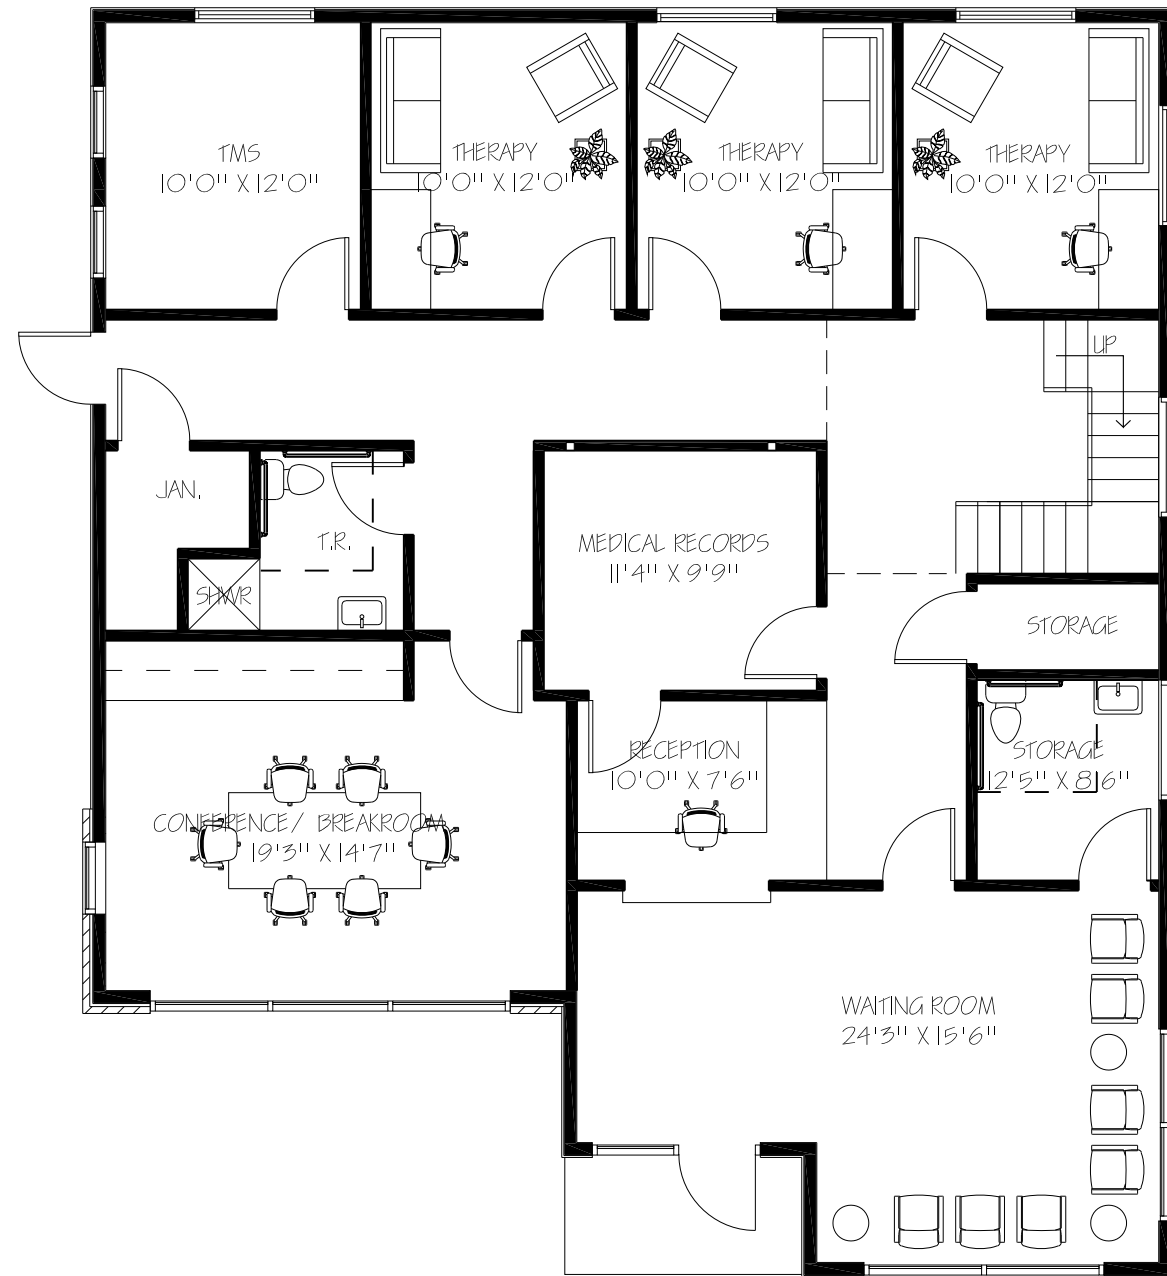 TMS
10'0" X 12'0"
THERAPY
10'0" X 12'0"
THERAPY
10'0" X 12'0"
THERAPY
10'0" X 12'0"
UP
JAN.
T.R.
SHWR
MEDICAL RECORDS
11'4" X 9'9"
STORAGE
RECEPTION
10'0" X 7'6"
STORAGE
12'5" X 8'6"
CONFERENCE/ BREAKROOM
19'3" X 14'7"
WAITING ROOM
24'3" X 15'6"